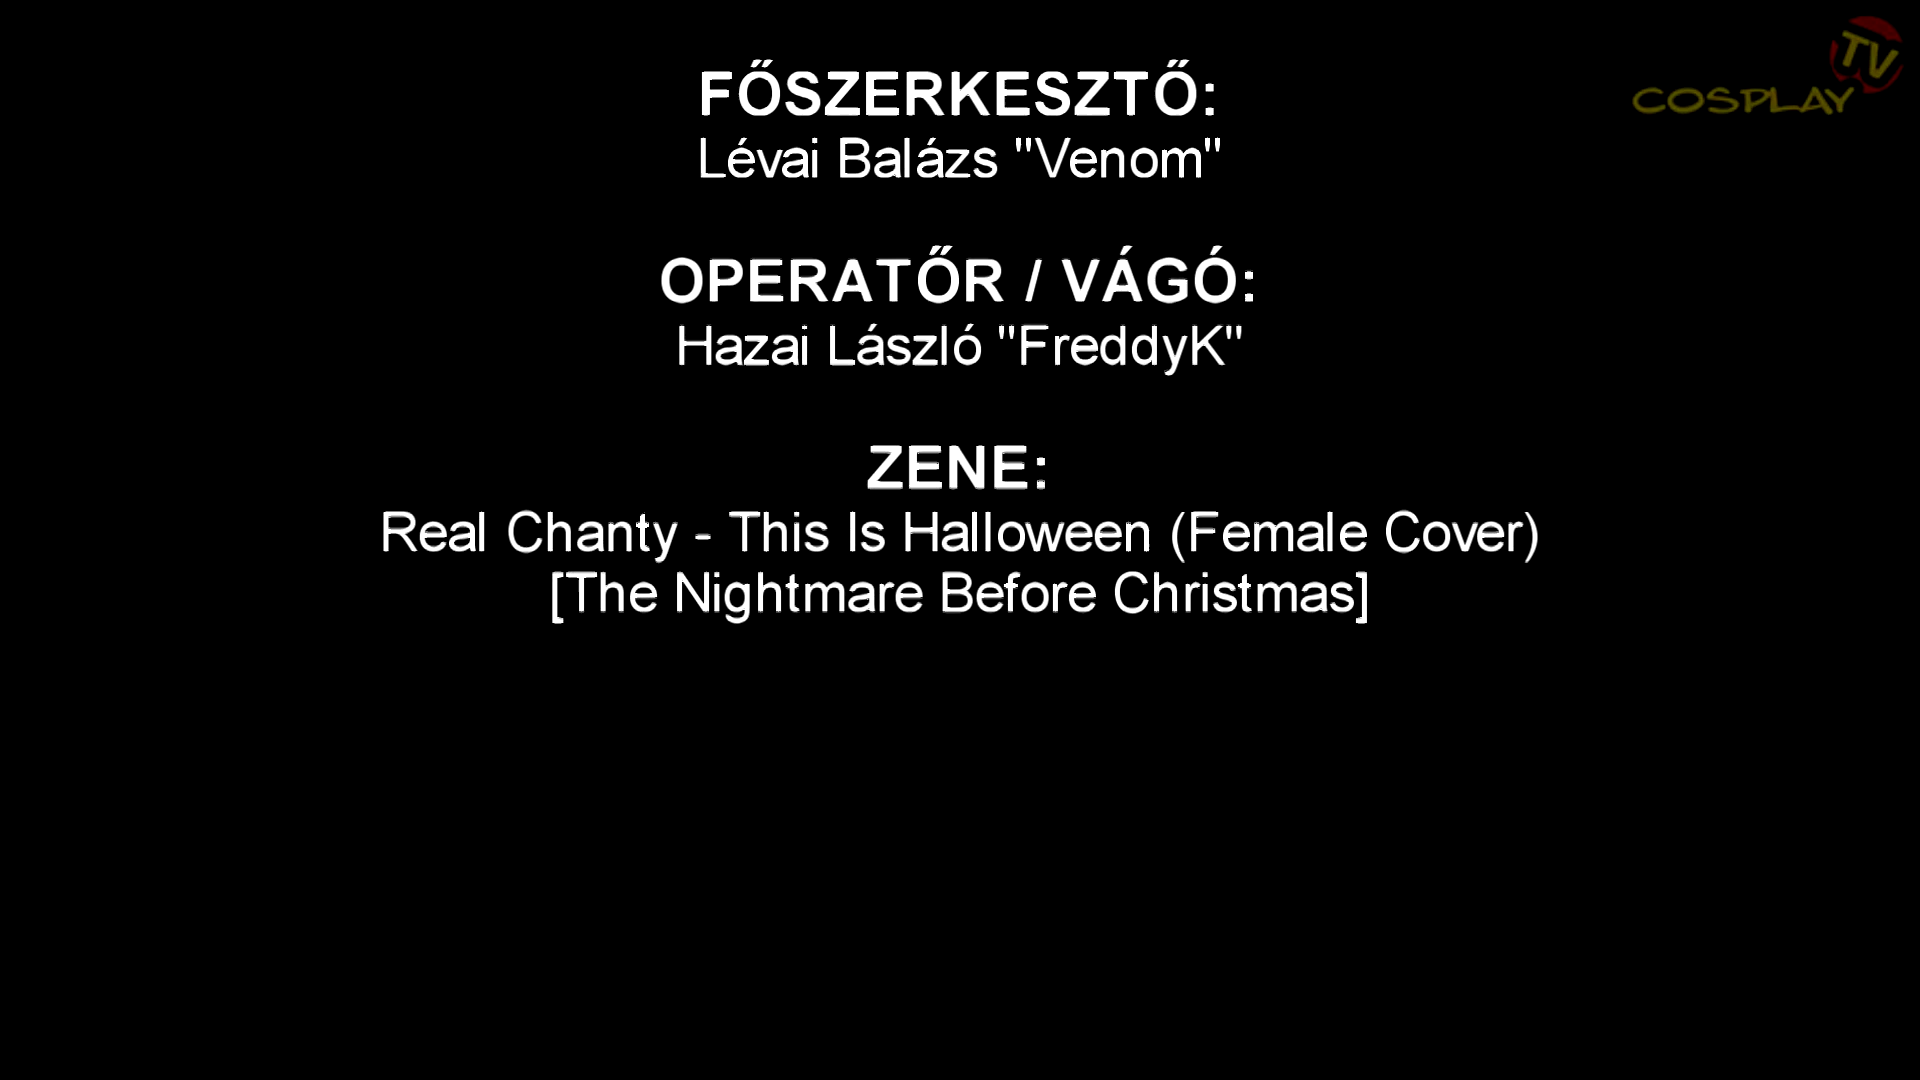 FŐSZERKESZTŐ:
Lévai Balázs "Venom"
OPERATŐR / VÁGÓ:
Hazai László "FreddyK"
ZENE:
Real Chanty - This Is Halloween (Female Cover)
[The Nightmare Before Christmas]
COSPLAY TV